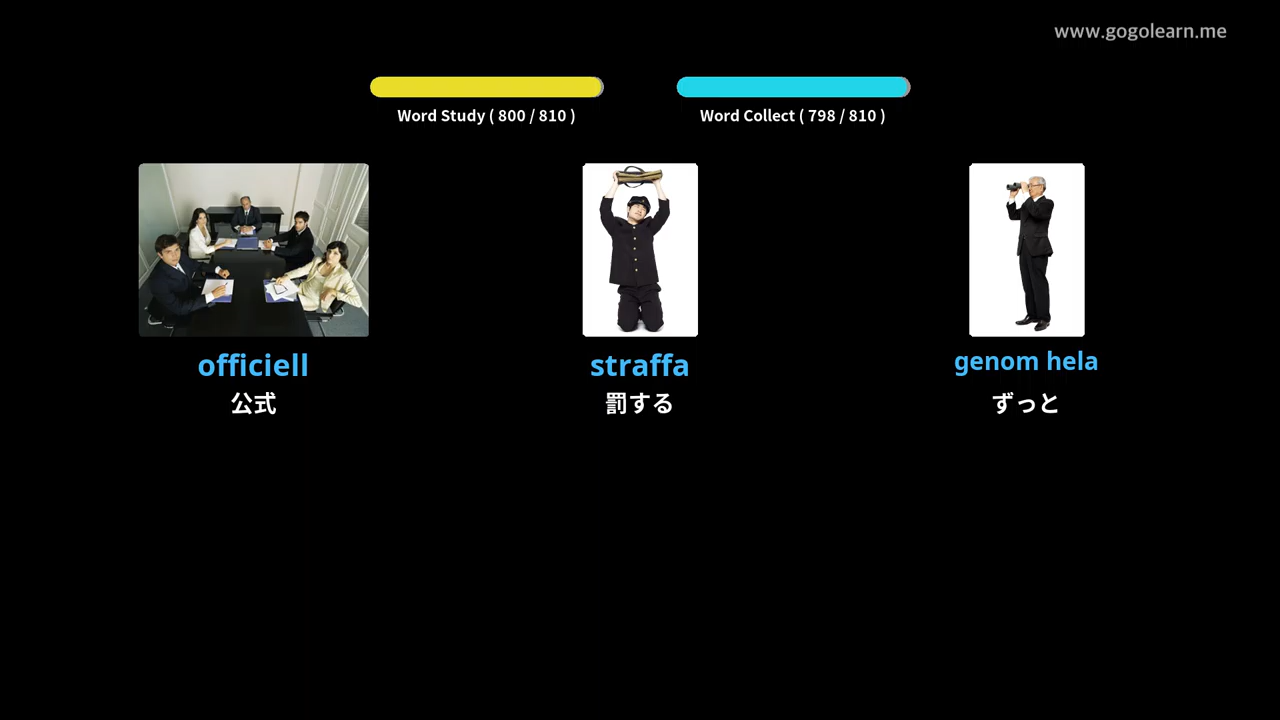 www.gogolearn.me
Word Study ( 800 / 810 )
Word Collect ( 798 / 810 )
officiell
公式
straffa
罰する
genom hela
ずっと